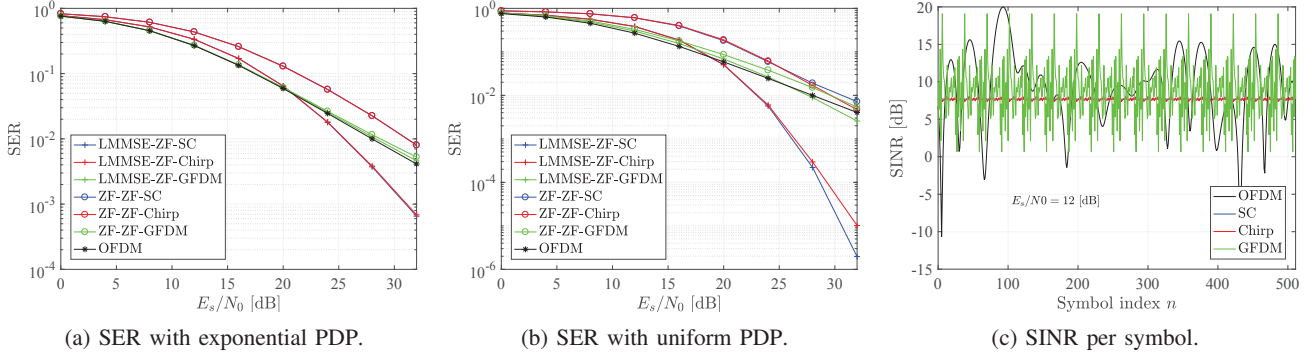 10^0
10^-1
10^-2
10^-3
10^-4
SER
LMMSE-ZF-SC
LMMSE-ZF-Chirp
LMMSE-ZF-GFDM
ZF-ZF-SC
ZF-ZF-Chirp
ZF-ZF-GFDM
OFDM
0 5 10 15 20 25 30
E_s/N_0 [dB]
(a) SER with exponential PDP.
10^0
10^-2
10^-4
10^-6
SER
LMMSE-ZF-SC
LMMSE-ZF-Chirp
LMMSE-ZF-GFDM
ZF-ZF-SC
ZF-ZF-Chirp
ZF-ZF-GFDM
OFDM
0 5 10 15 20 25 30
E_s/N_0 [dB]
(b) SER with uniform PDP.
20
15
10
5
0
-5
-10
-15
SINR [dB]
E_s/N0 = 12 [dB]
OFDM
SC
Chirp
GFDM
0 100 200 300 400 500
Symbol index n
(c) SINR per symbol.